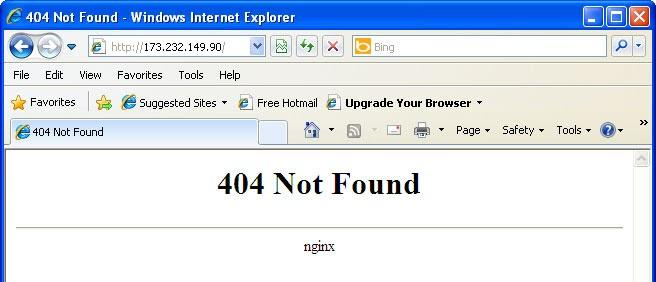 404 Not Found - Windows Internet Explorer
http://173.232.149.90/
Bing
File Edit View Favorites Tools Help
Favorites Suggested Sites Free Hotmail Upgrade Your Browser
404 Not Found Page Safety Tools »
404 Not Found
nginx